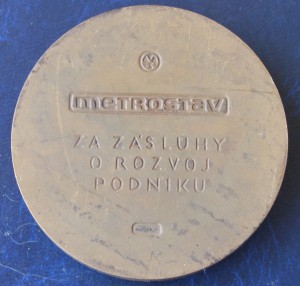 METROSTAV
ZA ZÁSLUHY
O ROZVOJ
PODNIKU